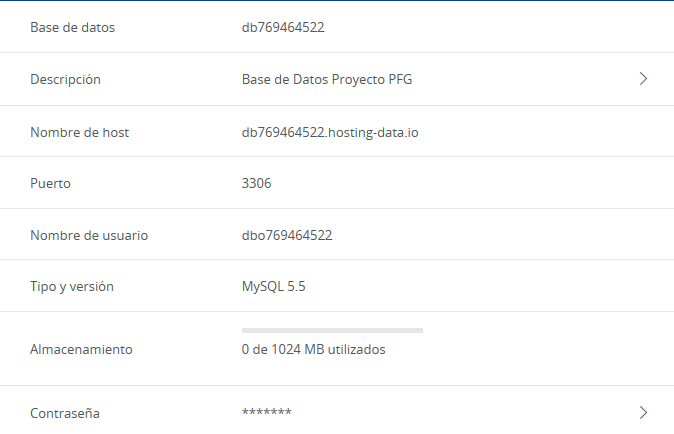 Base de datos db769464522
Descripción Base de Datos Proyecto PFG
Nombre de host db769464522.hosting-data.io
Puerto 3306
Nombre de usuario dbo769464522
Tipo y versión MySQL 5.5
Almacenamiento 0 de 1024 MB utilizados
Contraseña *******